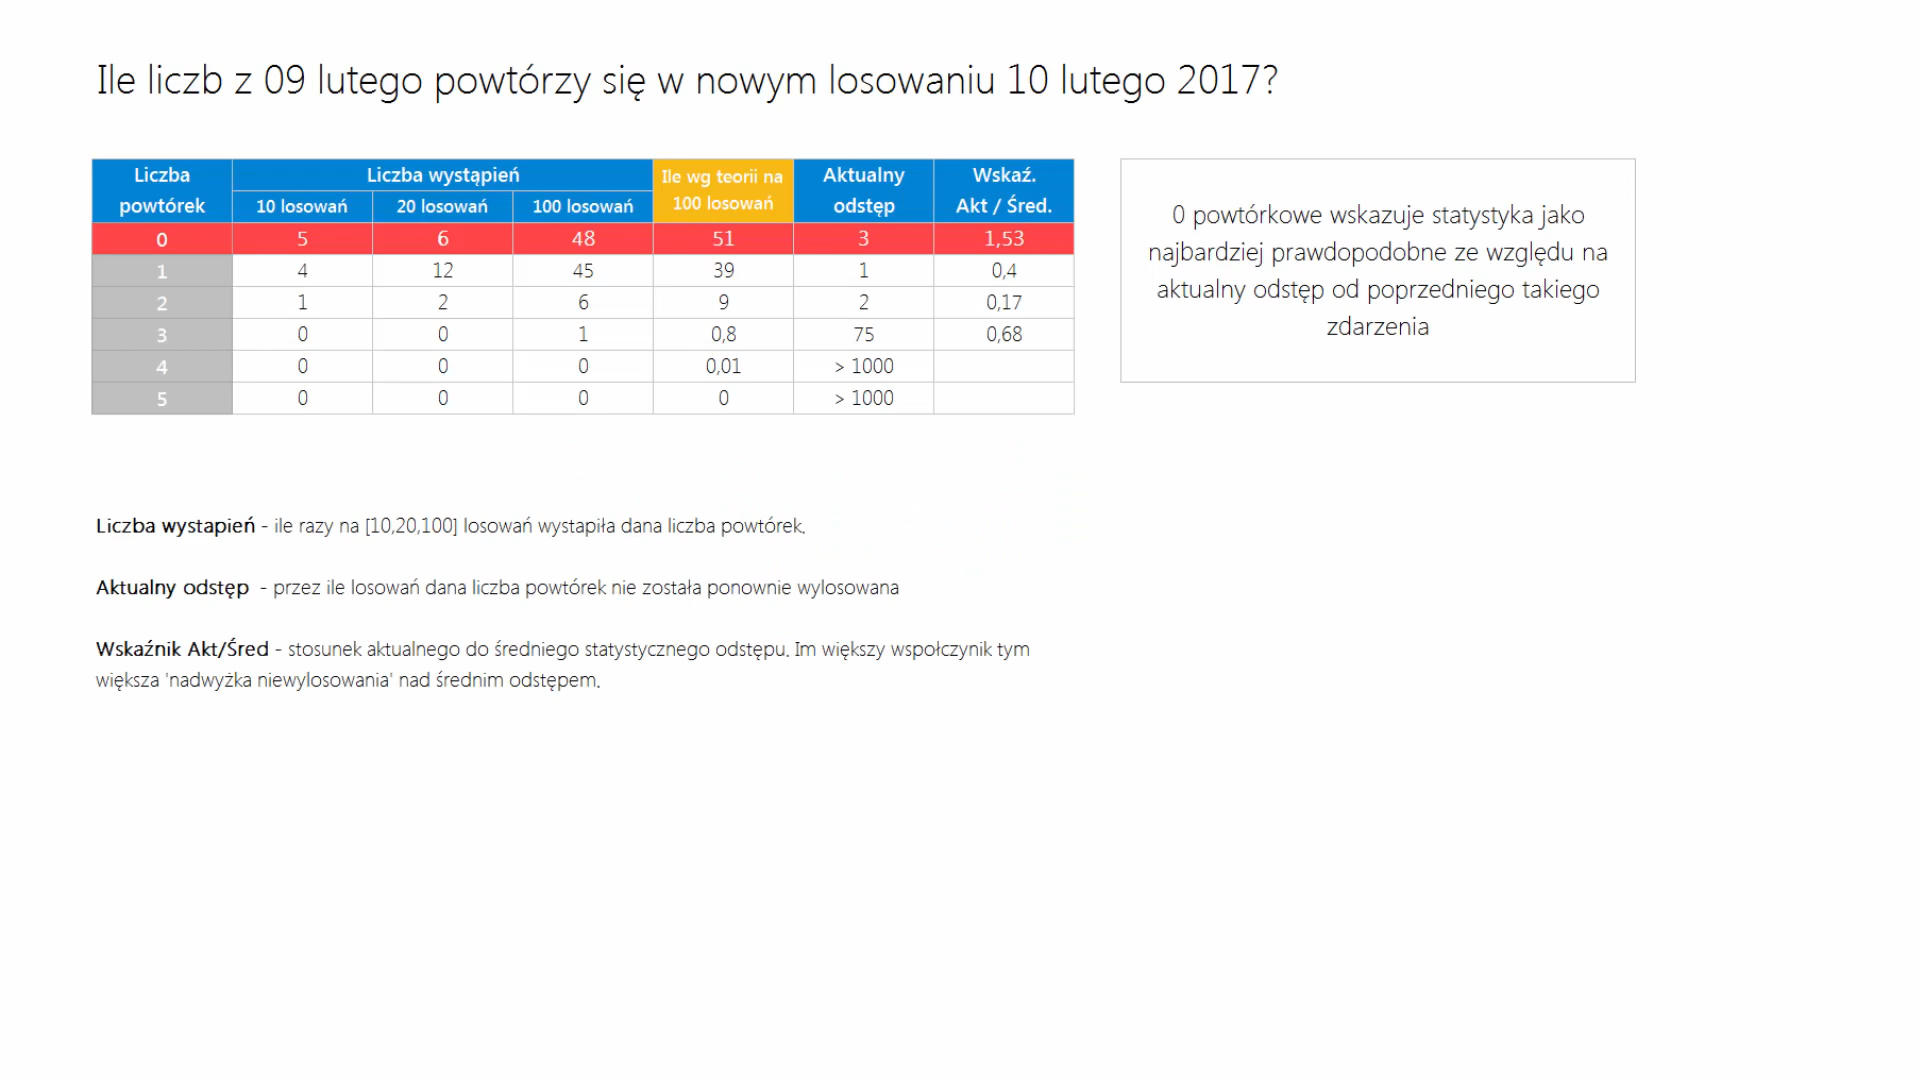 Ile liczb z 09 lutego powtórzy się w nowym losowaniu 10 lutego 2017?
Liczba powtórek | Liczba wystąpień | Ile wg teorii na 100 losowań | Aktualny odstęp | Wskaź. Akt / Śred.
10 losowań | 20 losowań | 100 losowań
0 | 5 | 6 | 48 | 51 | 3 | 1,53
1 | 4 | 12 | 45 | 39 | 1 | 0,4
2 | 1 | 2 | 6 | 9 | 2 | 0,17
3 | 0 | 0 | 1 | 0,8 | 75 | 0,68
4 | 0 | 0 | 0 | 0,01 | > 1000
5 | 0 | 0 | 0 | 0 | > 1000
0 powtórkowe wskazuje statystyka jako
najbardziej prawdopodobne ze względu na
aktualny odstęp od poprzedniego takiego
zdarzenia
Liczba wystapień - ile razy na [10,20,100] losowań wystapiła dana liczba powtórek.
Aktualny odstęp - przez ile losowań dana liczba powtórek nie została ponownie wylosowana
Wskaźnik Akt/Śred - stosunek aktualnego do średniego statystycznego odstępu. Im większy wspołczynik tym
większa 'nadwyżka niewylosowania' nad średnim odstępem.